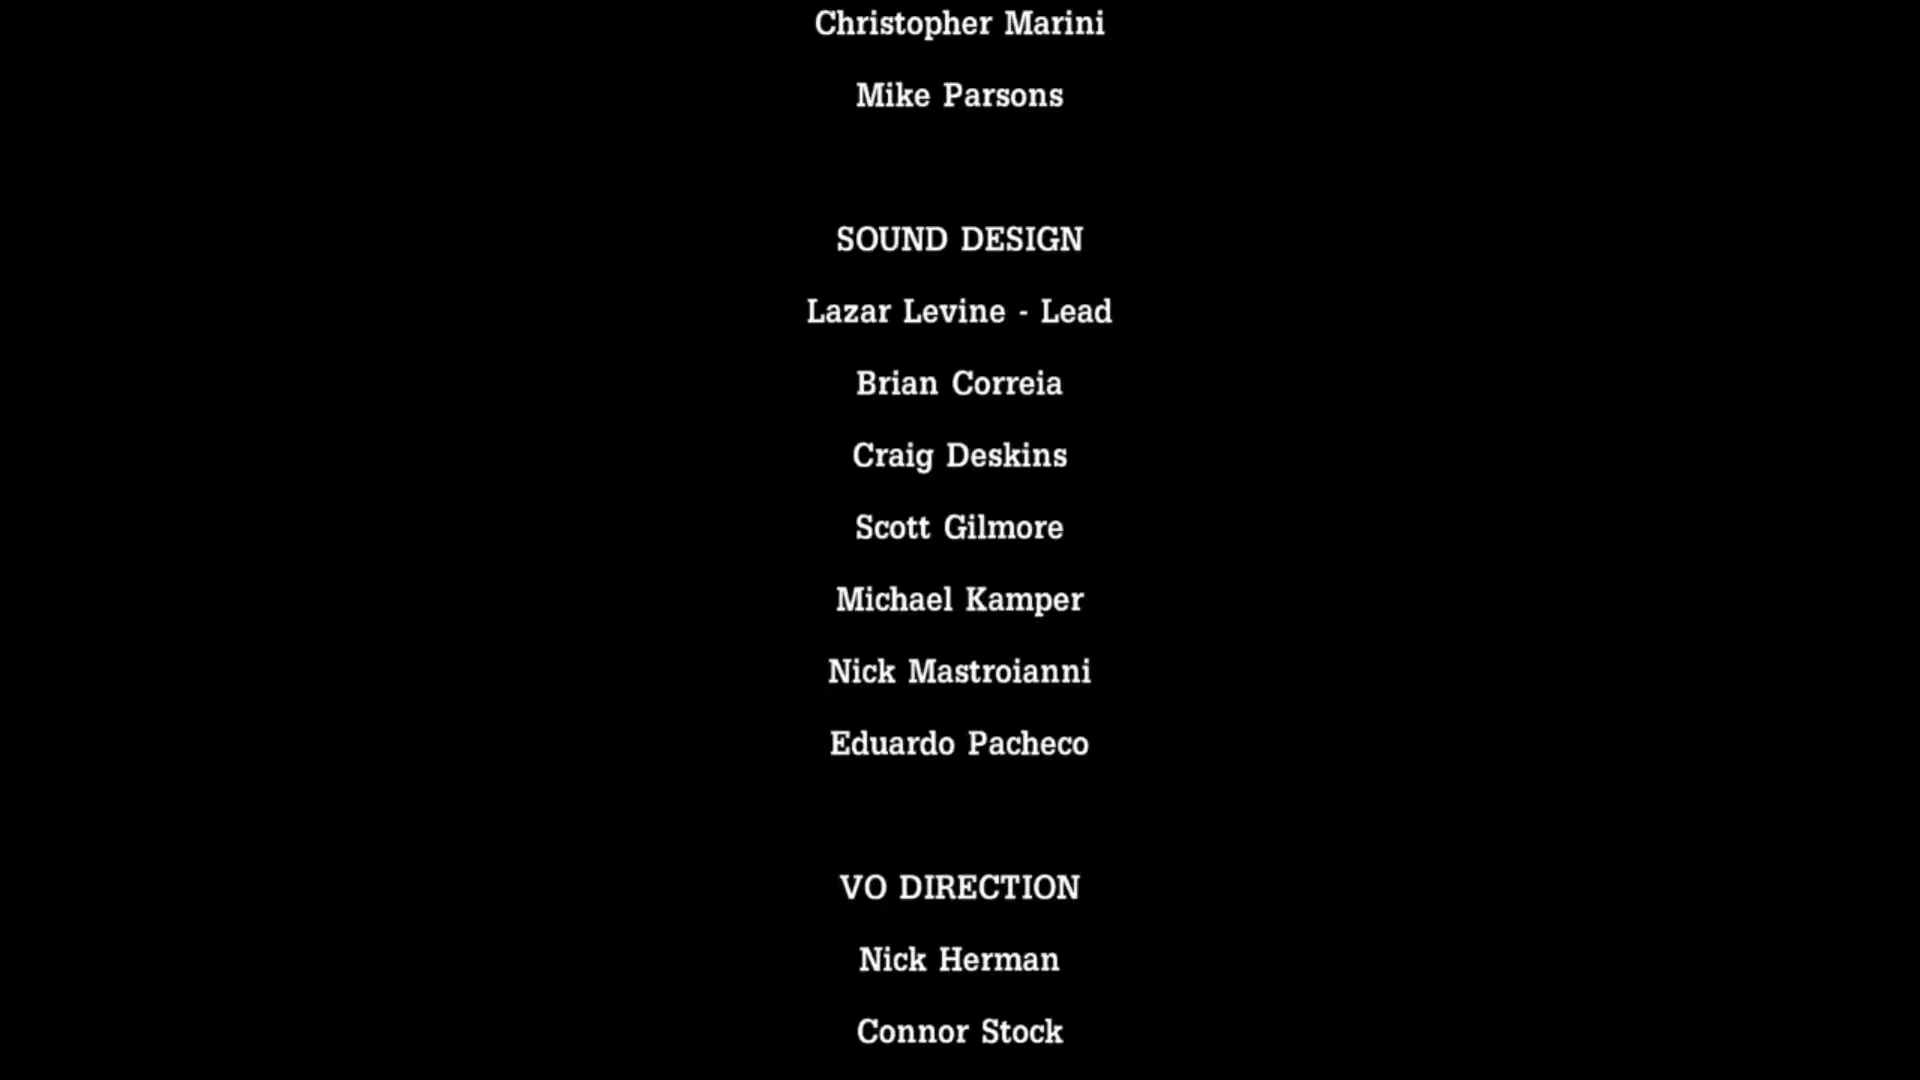 Christopher Marini
Mike Parsons
SOUND DESIGN
Lazar Levine - Lead
Brian Correia
Craig Deskins
Scott Gilmore
Michael Kamper
Nick Mastroianni
Eduardo Pacheco
VO DIRECTION
Nick Herman
Connor Stock